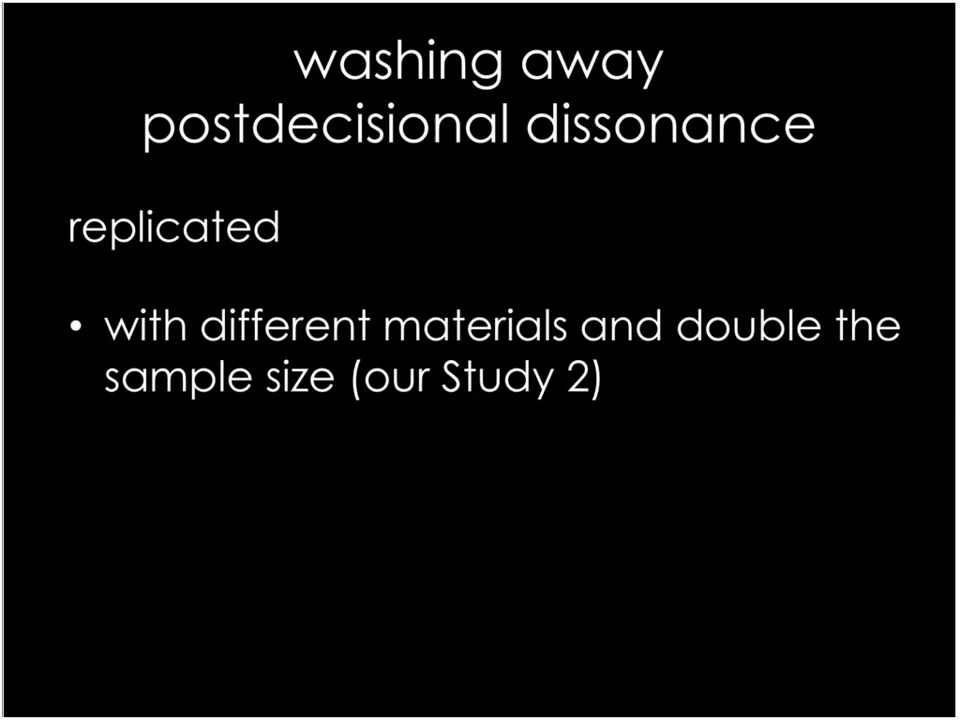 washing away
postdecisional dissonance
replicated
• with different materials and double the
sample size (our Study 2)